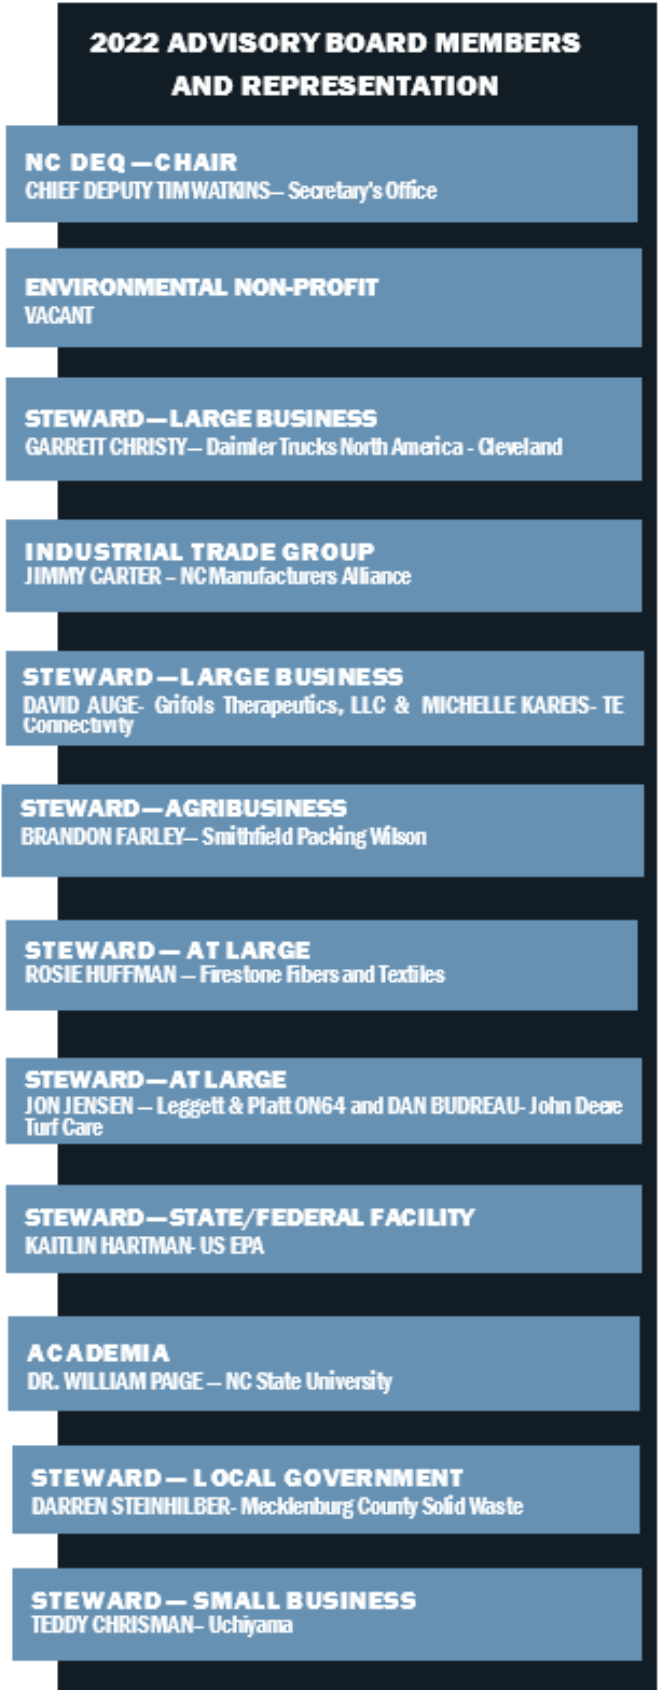 2022 ADVISORY BOARD MEMBERS
AND REPRESENTATION
NC DEQ—CHAIR
CHIEF DEPUTY TIM WATKINS— Secretary's Office
ENVIRONMENTAL NON-PROFIT
VACANT
STEWARD—LARGE BUSINESS
GARRETT CHRISTY— Daimler Trucks North America - Cleveland
INDUSTRIAL TRADE GROUP
JIMMY CARTER – NC Manufacturers Alliance
STEWARD—LARGE BUSINESS
DAVID AUGE- Grifols Therapeutics, LLC & MICHELLE KAREIS- TE
Connectivity
STEWARD—AGRIBUSINESS
BRANDON FARLEY— Smithfield Packing Wilson
STEWARD— AT LARGE
ROSIE HUFFMAN — Firestone Fibers and Textiles
STEWARD—AT LARGE
JON JENSEN — Leggett & Platt ON64 and DAN BUDREAU- John Deere
Turf Care
STEWARD—STATE/FEDERAL FACILITY
KAITLIN HARTMAN- US EPA
ACADEMIA
DR. WILLIAM PAIGE — NC State University
STEWARD— LOCAL GOVERNMENT
DARREN STEINHILBER- Mecklenburg County Solid Waste
STEWARD— SMALL BUSINESS
TEDDY CHRISMAN– Uchiyama